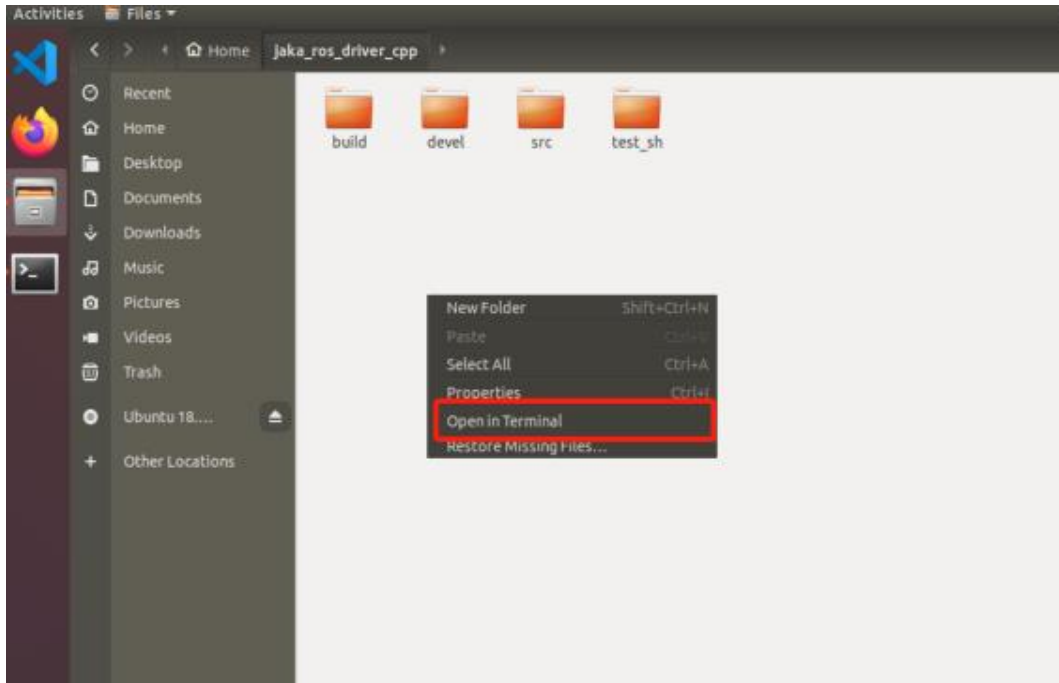 Activities Files
Home jaka_ros_driver_cpp
Recent
Home
Desktop
Documents
Downloads
Music
Pictures
Videos
Trash
Ubuntu 18....
Other Locations
build devel src test_sh
New Folder Shift+Ctrl+N
Paste
Select All Ctrl+A
Properties Ctrl+I
Open in Terminal
Restore Missing Files...